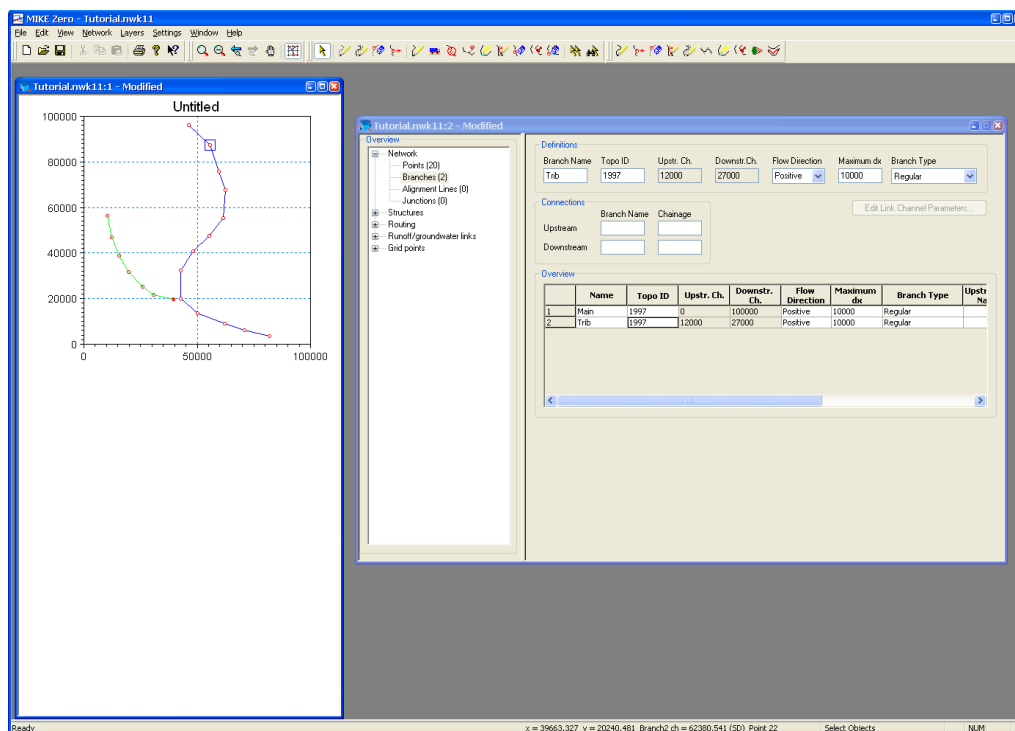 MIKE Zero - Tutorial.nwk11
File Edit View Network Layers Settings Window Help
Tutorial.nwk11:1 - Modified
Untitled
100000
80000
60000
40000
20000
0
0 50000 100000
Tutorial.nwk11:2 - Modified
Overview
Network
Points (20)
Branches (2)
Alignment Lines (0)
Junctions (0)
Structures
Routing
Runoff/groundwater links
Grid points
Definitions
Branch Name Topo ID Upstr. Ch. Downstr.Ch. Flow Direction Maximum dx Branch Type
Trib 1997 12000 27000 Positive 10000 Regular
Connections
Branch Name Chainage
Upstream
Downstream
Edit Link Channel Parameters...
Overview
Name Topo ID Upstr. Ch. Downstr. Ch. Flow Direction Maximum dx Branch Type Upstr Na
1 Main 1997 0 100000 Positive 10000 Regular
2 Trib 1997 12000 27000 Positive 10000 Regular
Ready x = 39663.327 y = 20240.481 Branch2 ch = 62380.541 (SD) Point 22 Select Objects NUM